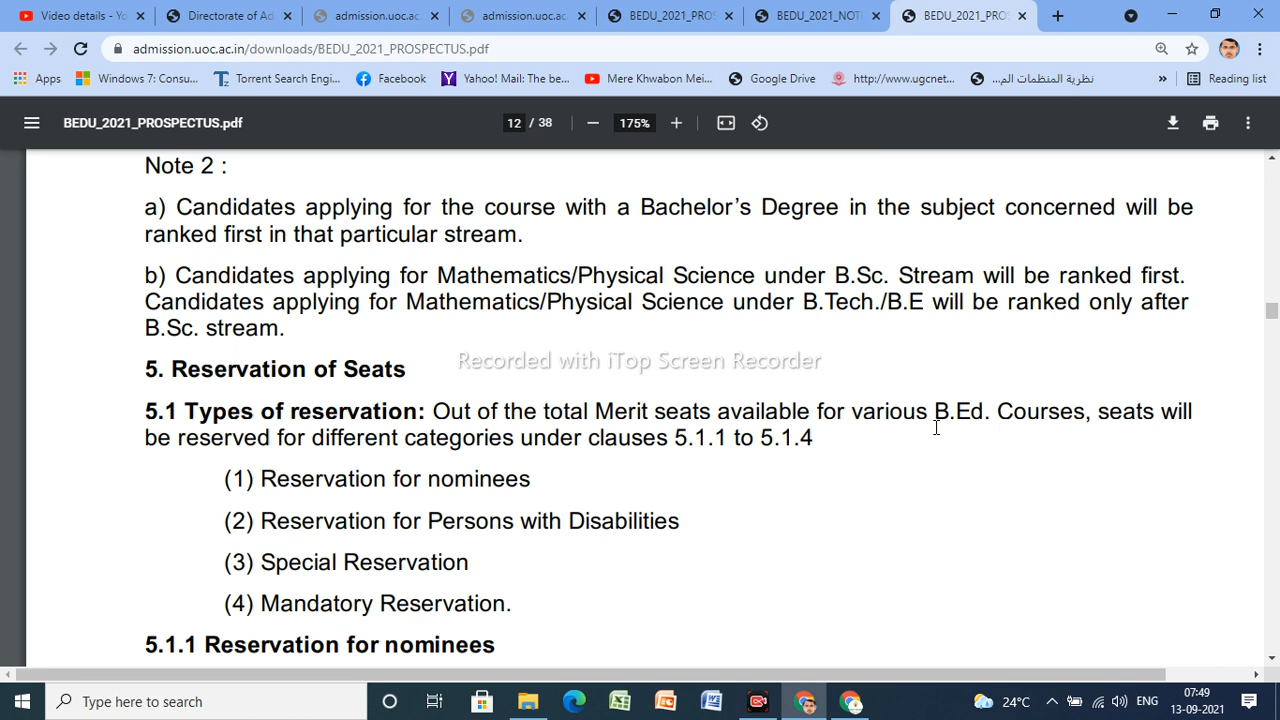 Video details - Yo
Directorate of Ad
admission.uoc.ac
admission.uoc.ac
BEDU_2021_PROS
BEDU_2021_NOTI
BEDU_2021_PROS
admission.uoc.ac.in/downloads/BEDU_2021_PROSPECTUS.pdf
Apps
Windows 7: Consu...
Torrent Search Engi...
Facebook
Yahoo! Mail: The be...
Mere Khwabon Mei...
Google Drive
http://www.ugcnet...
نظرية المنظمات الم...
»
Reading list
BEDU_2021_PROSPECTUS.pdf
12 / 38
175%
Note 2 :
a) Candidates applying for the course with a Bachelor's Degree in the subject concerned will be
ranked first in that particular stream.
b) Candidates applying for Mathematics/Physical Science under B.Sc. Stream will be ranked first.
Candidates applying for Mathematics/Physical Science under B.Tech./B.E will be ranked only after
B.Sc. stream.
5. Reservation of Seats
Recorded with iTop Screen Recorder
5.1 Types of reservation: Out of the total Merit seats available for various B.Ed. Courses, seats will
be reserved for different categories under clauses 5.1.1 to 5.1.4
(1) Reservation for nominees
(2) Reservation for Persons with Disabilities
(3) Special Reservation
(4) Mandatory Reservation.
5.1.1 Reservation for nominees
Type here to search
24°C
ENG
07:49
13-09-2021